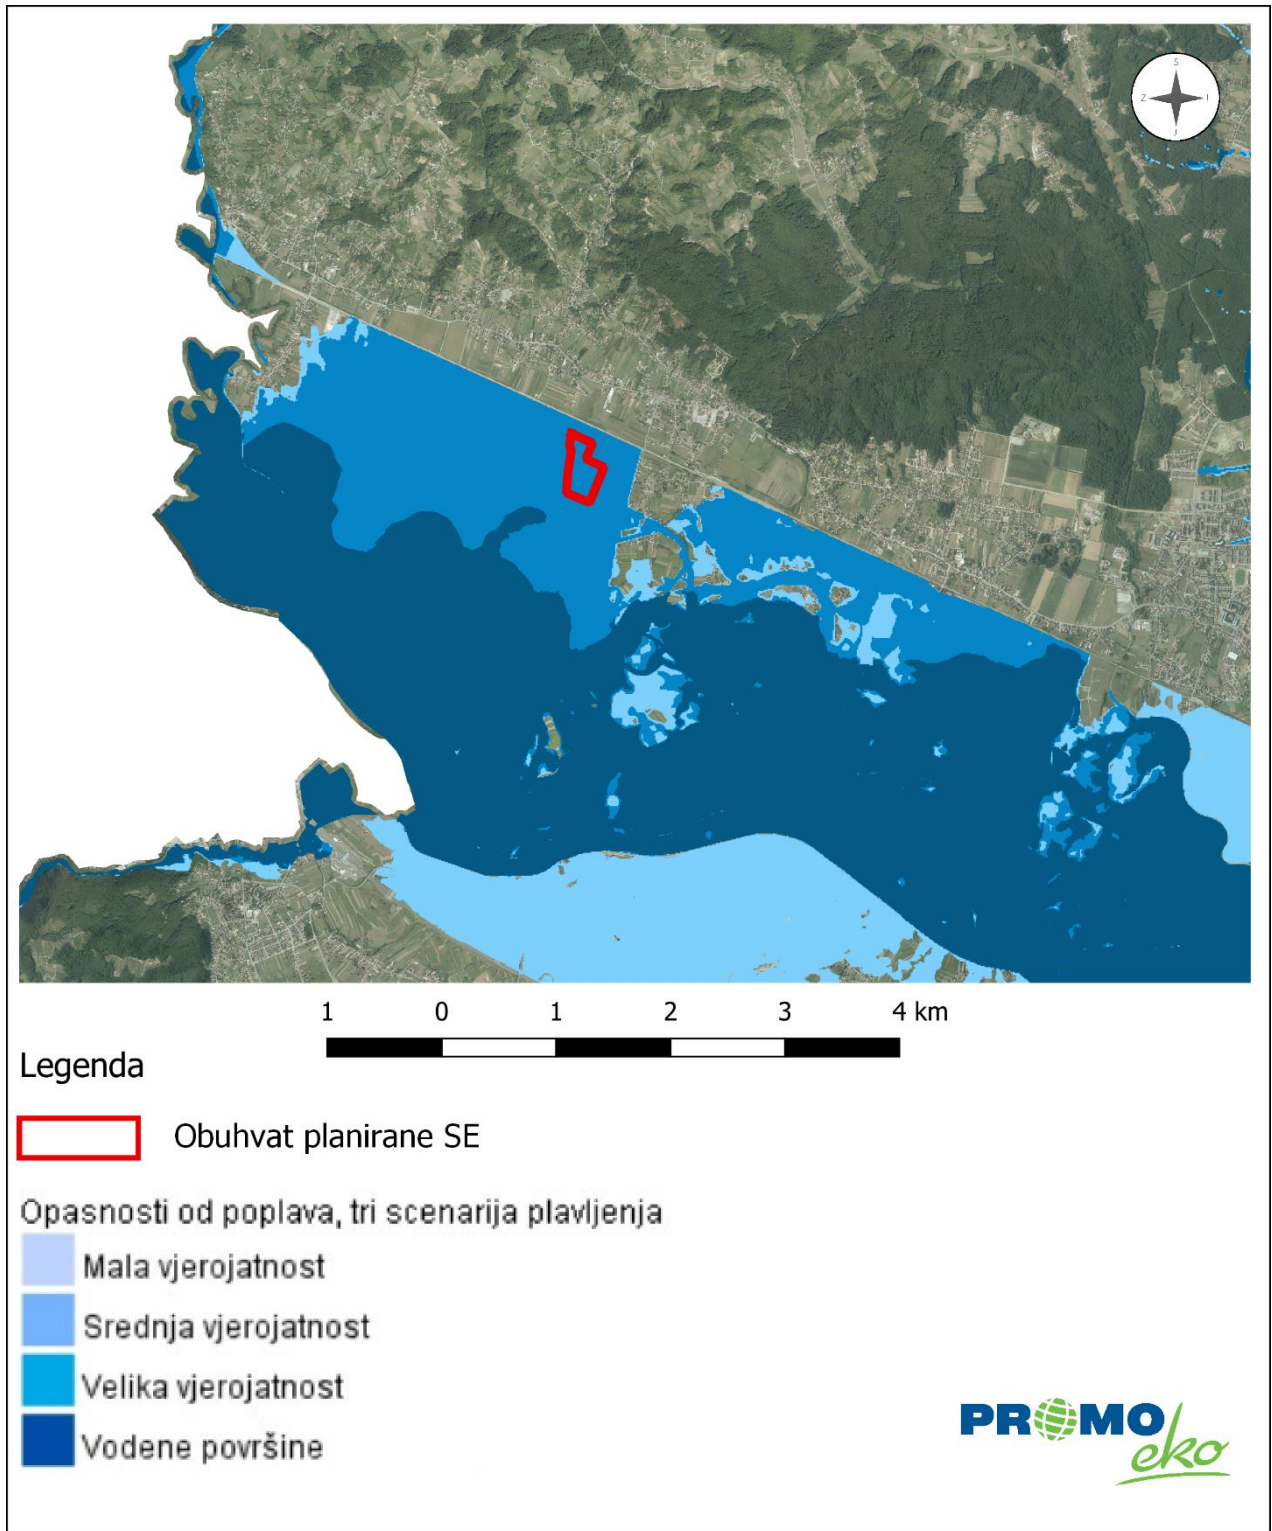 S
Z I
J
1 0 1 2 3 4 km
Legenda
Obuhvat planirane SE
Opasnosti od poplava, tri scenarija plavljenja
Mala vjerojatnost
Srednja vjerojatnost
Velika vjerojatnost
Vodene površine
PROMO
eko